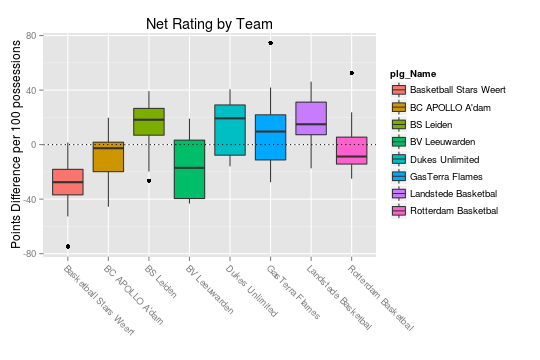 Net Rating by Team
Points Difference per 100 possessions
80
40
0
-40
-80
Basketball Stars Weert
BC APOLLO A'dam
BS Leiden
BV Leeuwarden
Dukes Unlimited
GasTerra Flames
Landstede Basketbal
Rotterdam Basketbal
plg_Name
Basketball Stars Weert
BC APOLLO A'dam
BS Leiden
BV Leeuwarden
Dukes Unlimited
GasTerra Flames
Landstede Basketbal
Rotterdam Basketbal